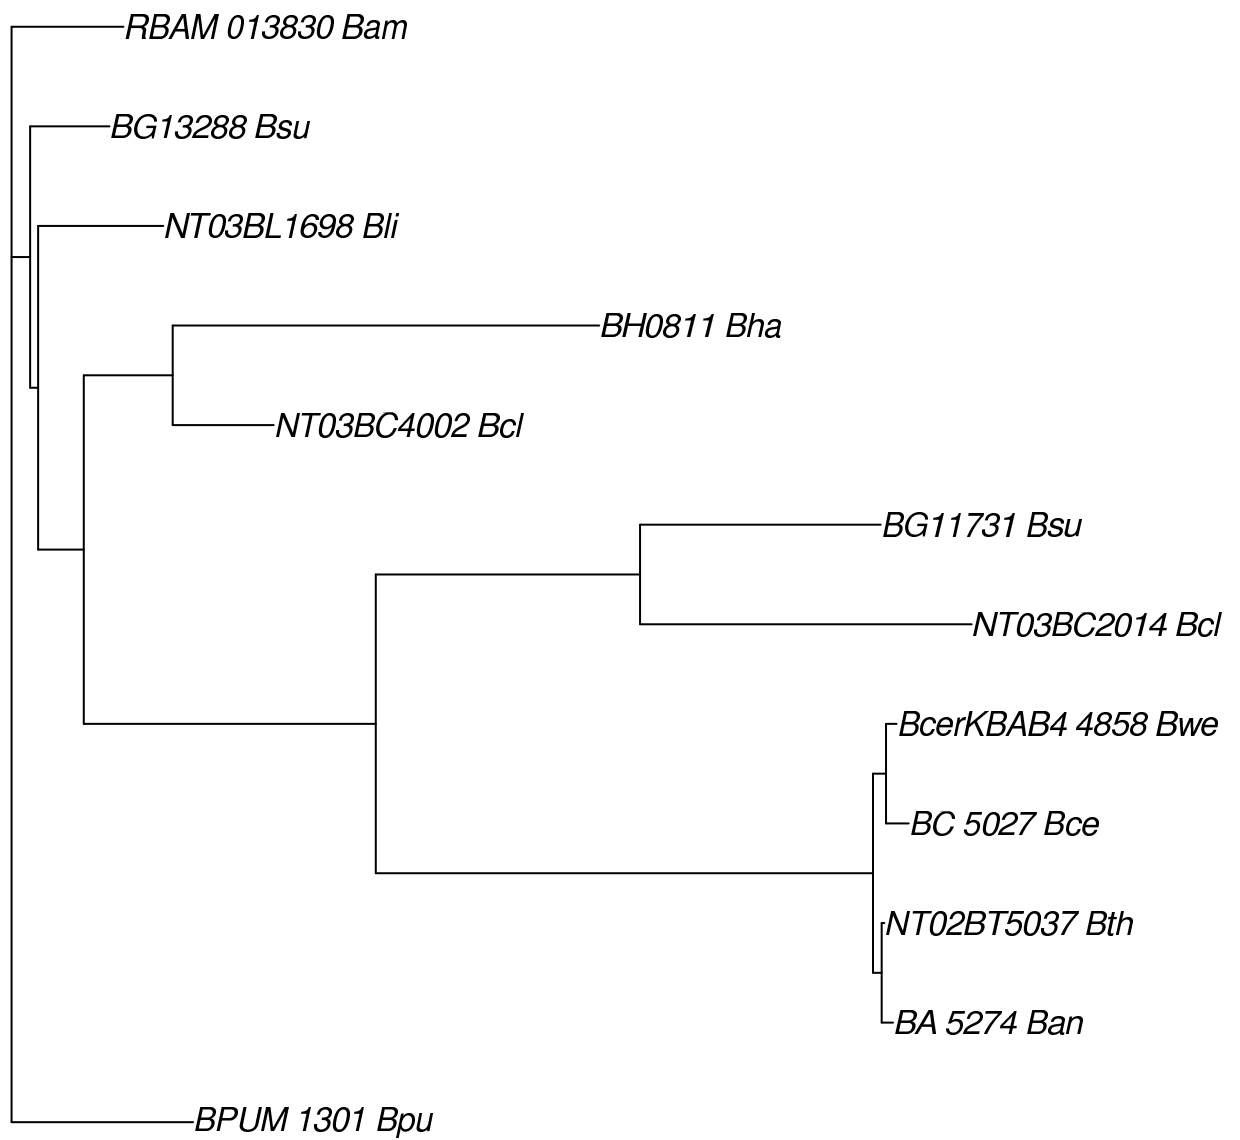 RBAM 013830 Bam
BG13288 Bsu
NT03BL1698 Bli
BH0811 Bha
NT03BC4002 Bcl
BG11731 Bsu
NT03BC2014 Bcl
BcerKBAB4 4858 Bwe
BC 5027 Bce
NT02BT5037 Bth
BA 5274 Ban
BPUM 1301 Bpu